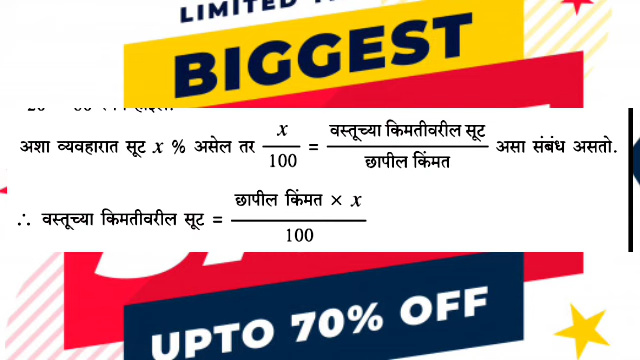 LIMITED
BIGGEST
अशा व्यवहारात सूट x % असेल तर x/100 = वस्तूच्या किमतीवरील सूट/छापील किंमत असा संबंध असतो.
∴ वस्तूच्या किमतीवरील सूट = छापील किंमत × x/100
UPTO 70% OFF